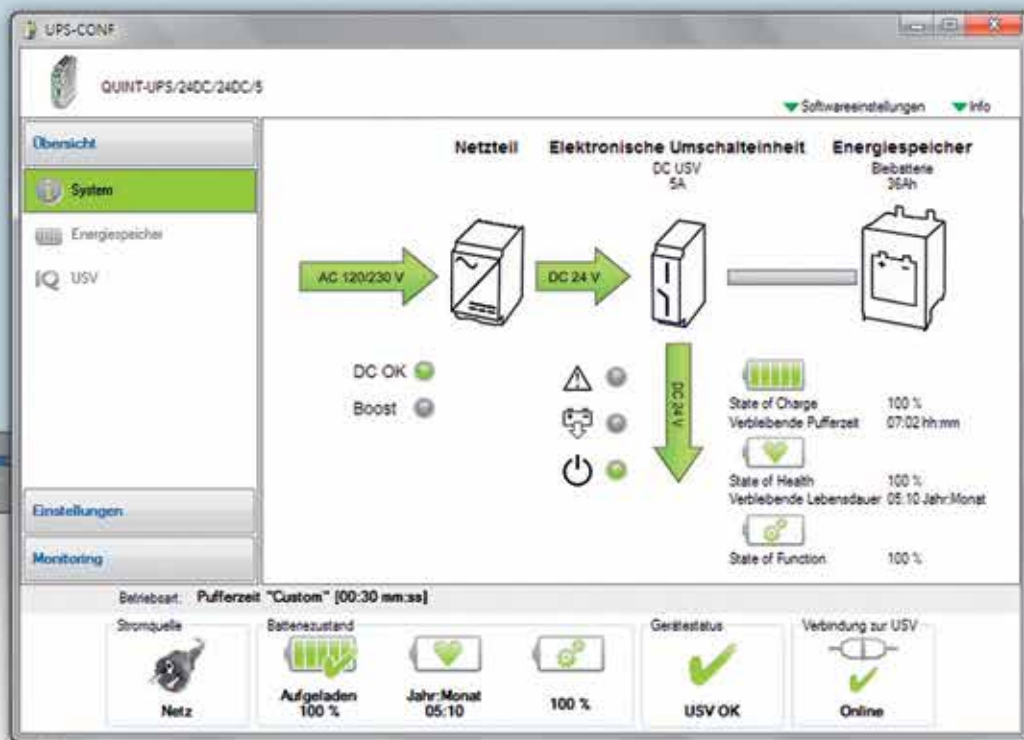 UPS-CONF
QUINT-UPS/24DC/24DC/5
Softwareeinstellungen Info
Übersicht
System
Energiespeicher
IQ USV
Einstellungen
Monitoring
Netzteil Elektronische Umschalteinheit Energiespeicher
DC USV Bleibatterie
5A 36Ah
AC 120/230 V DC 24 V
DC OK
Boost
DC 24 V
State of Charge 100 %
Verbleibende Pufferzeit 07:02 hh:mm
State of Health 100 %
Verbleibende Lebensdauer 05:10 Jahr:Monat
State of Function 100 %
Betriebsart: Pufferzeit "Custom" [00:30 mm:ss]
Stromquelle Batteriezustand Gerätestatus Verbindung zur USV
Netz
Aufgeladen Jahr:Monat
100 % 05:10 100 %
USV OK
Online